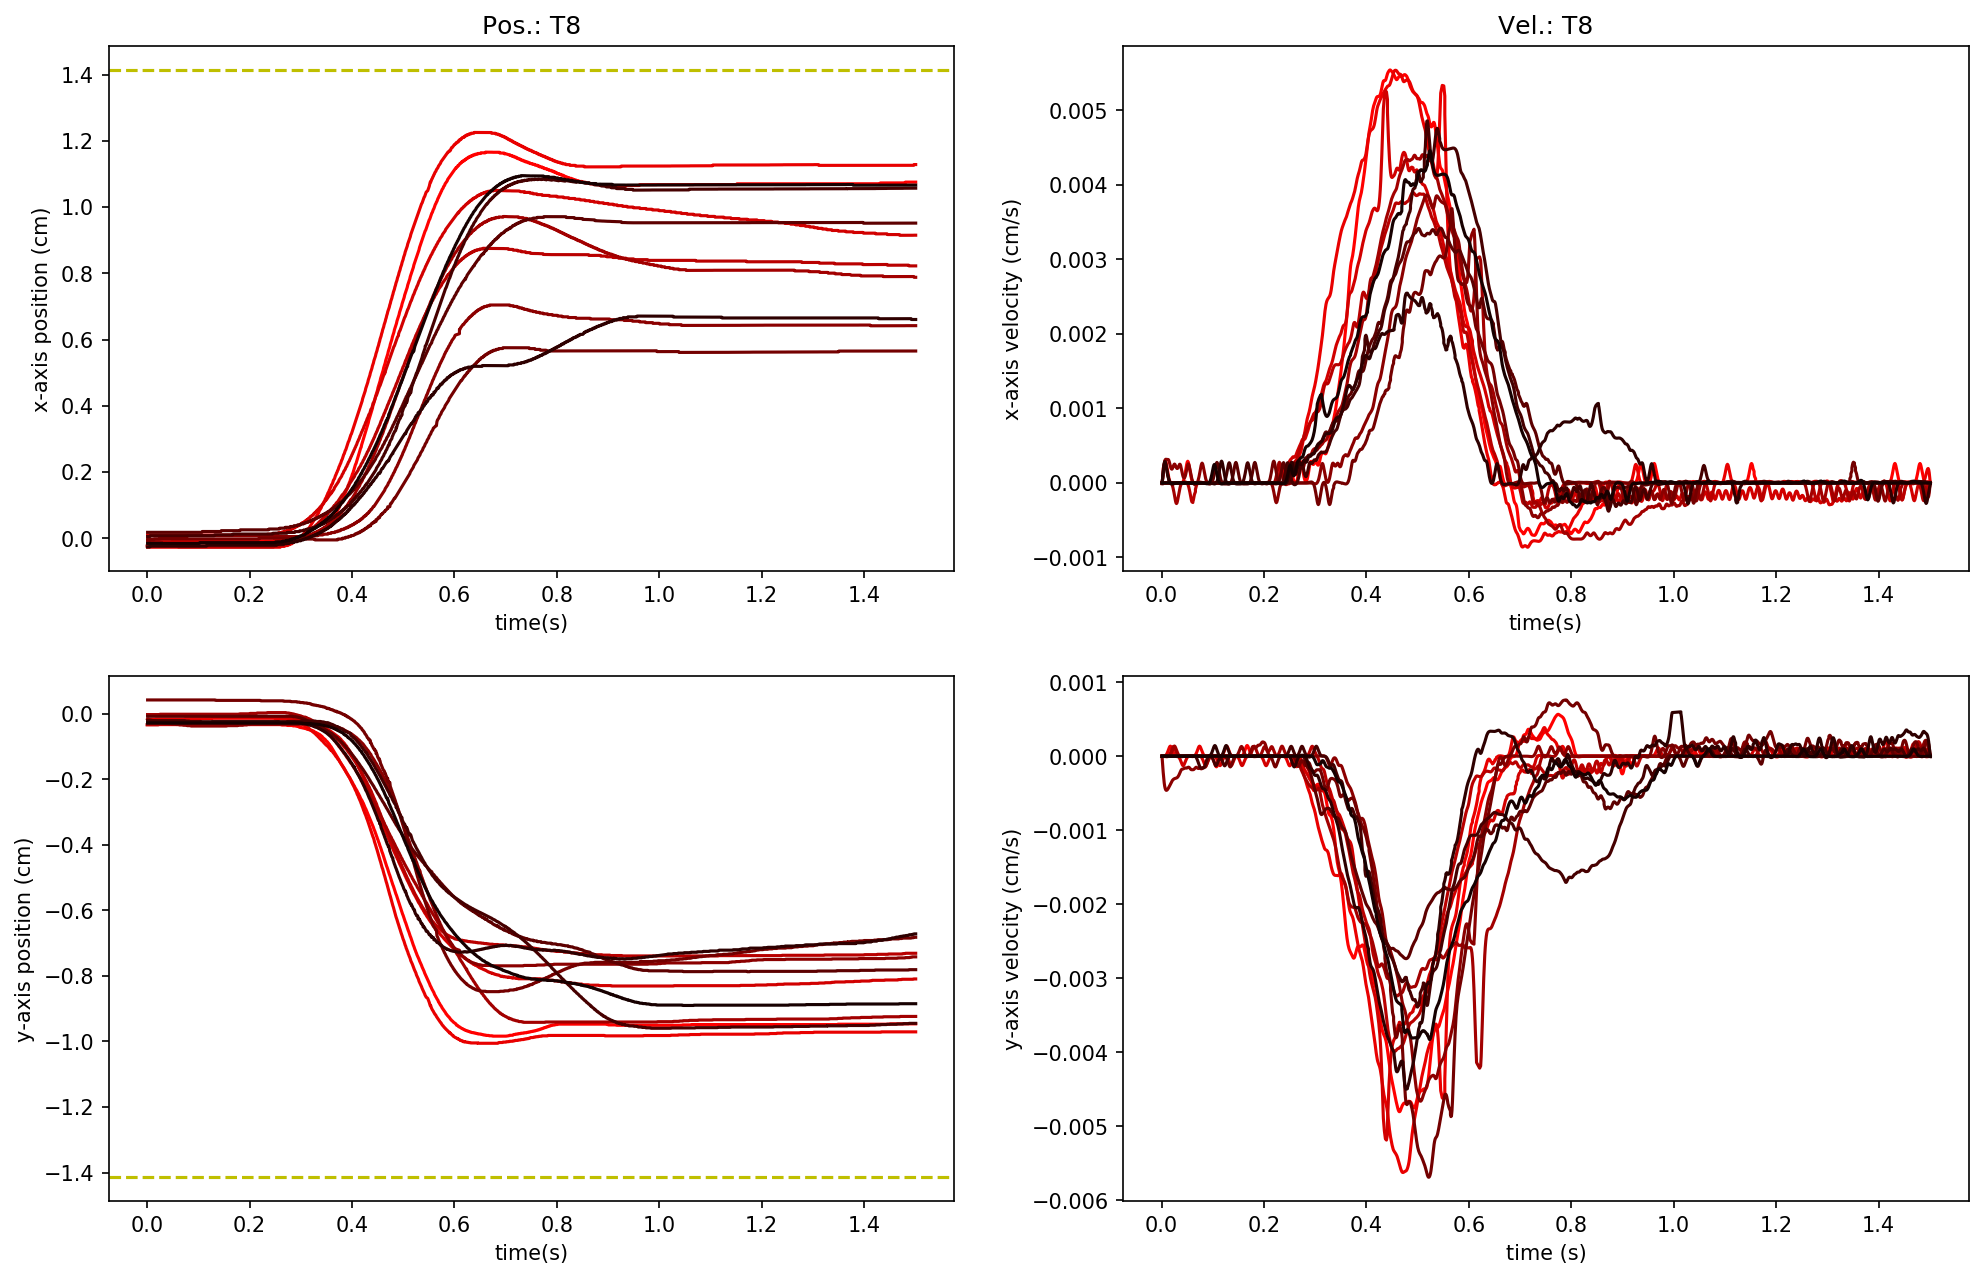 Pos.: T8
Vel.: T8
x-axis position (cm)
1.4
1.2
1.0
0.8
0.6
0.4
0.2
0.0
0.0 0.2 0.4 0.6 0.8 1.0 1.2 1.4
time(s)
x-axis velocity (cm/s)
0.005
0.004
0.003
0.002
0.001
0.000
−0.001
0.0 0.2 0.4 0.6 0.8 1.0 1.2 1.4
time(s)
y-axis position (cm)
0.0
−0.2
−0.4
−0.6
−0.8
−1.0
−1.2
−1.4
0.0 0.2 0.4 0.6 0.8 1.0 1.2 1.4
time(s)
y-axis velocity (cm/s)
0.001
0.000
−0.001
−0.002
−0.003
−0.004
−0.005
−0.006
0.0 0.2 0.4 0.6 0.8 1.0 1.2 1.4
time (s)